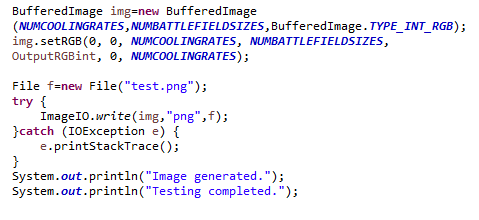 BufferedImage img=new BufferedImage
(NUMCOOLINGRATES,NUMBATTLEFIELDSIZES,BufferedImage.TYPE_INT_RGB);
img.setRGB(0, 0, NUMCOOLINGRATES, NUMBATTLEFIELDSIZES,
OutputRGBint, 0, NUMCOOLINGRATES);

File f=new File("test.png");
try {
    ImageIO.write(img,"png",f);
}catch (IOException e) {
    e.printStackTrace();
}
System.out.println("Image generated.");
System.out.println("Testing completed.");